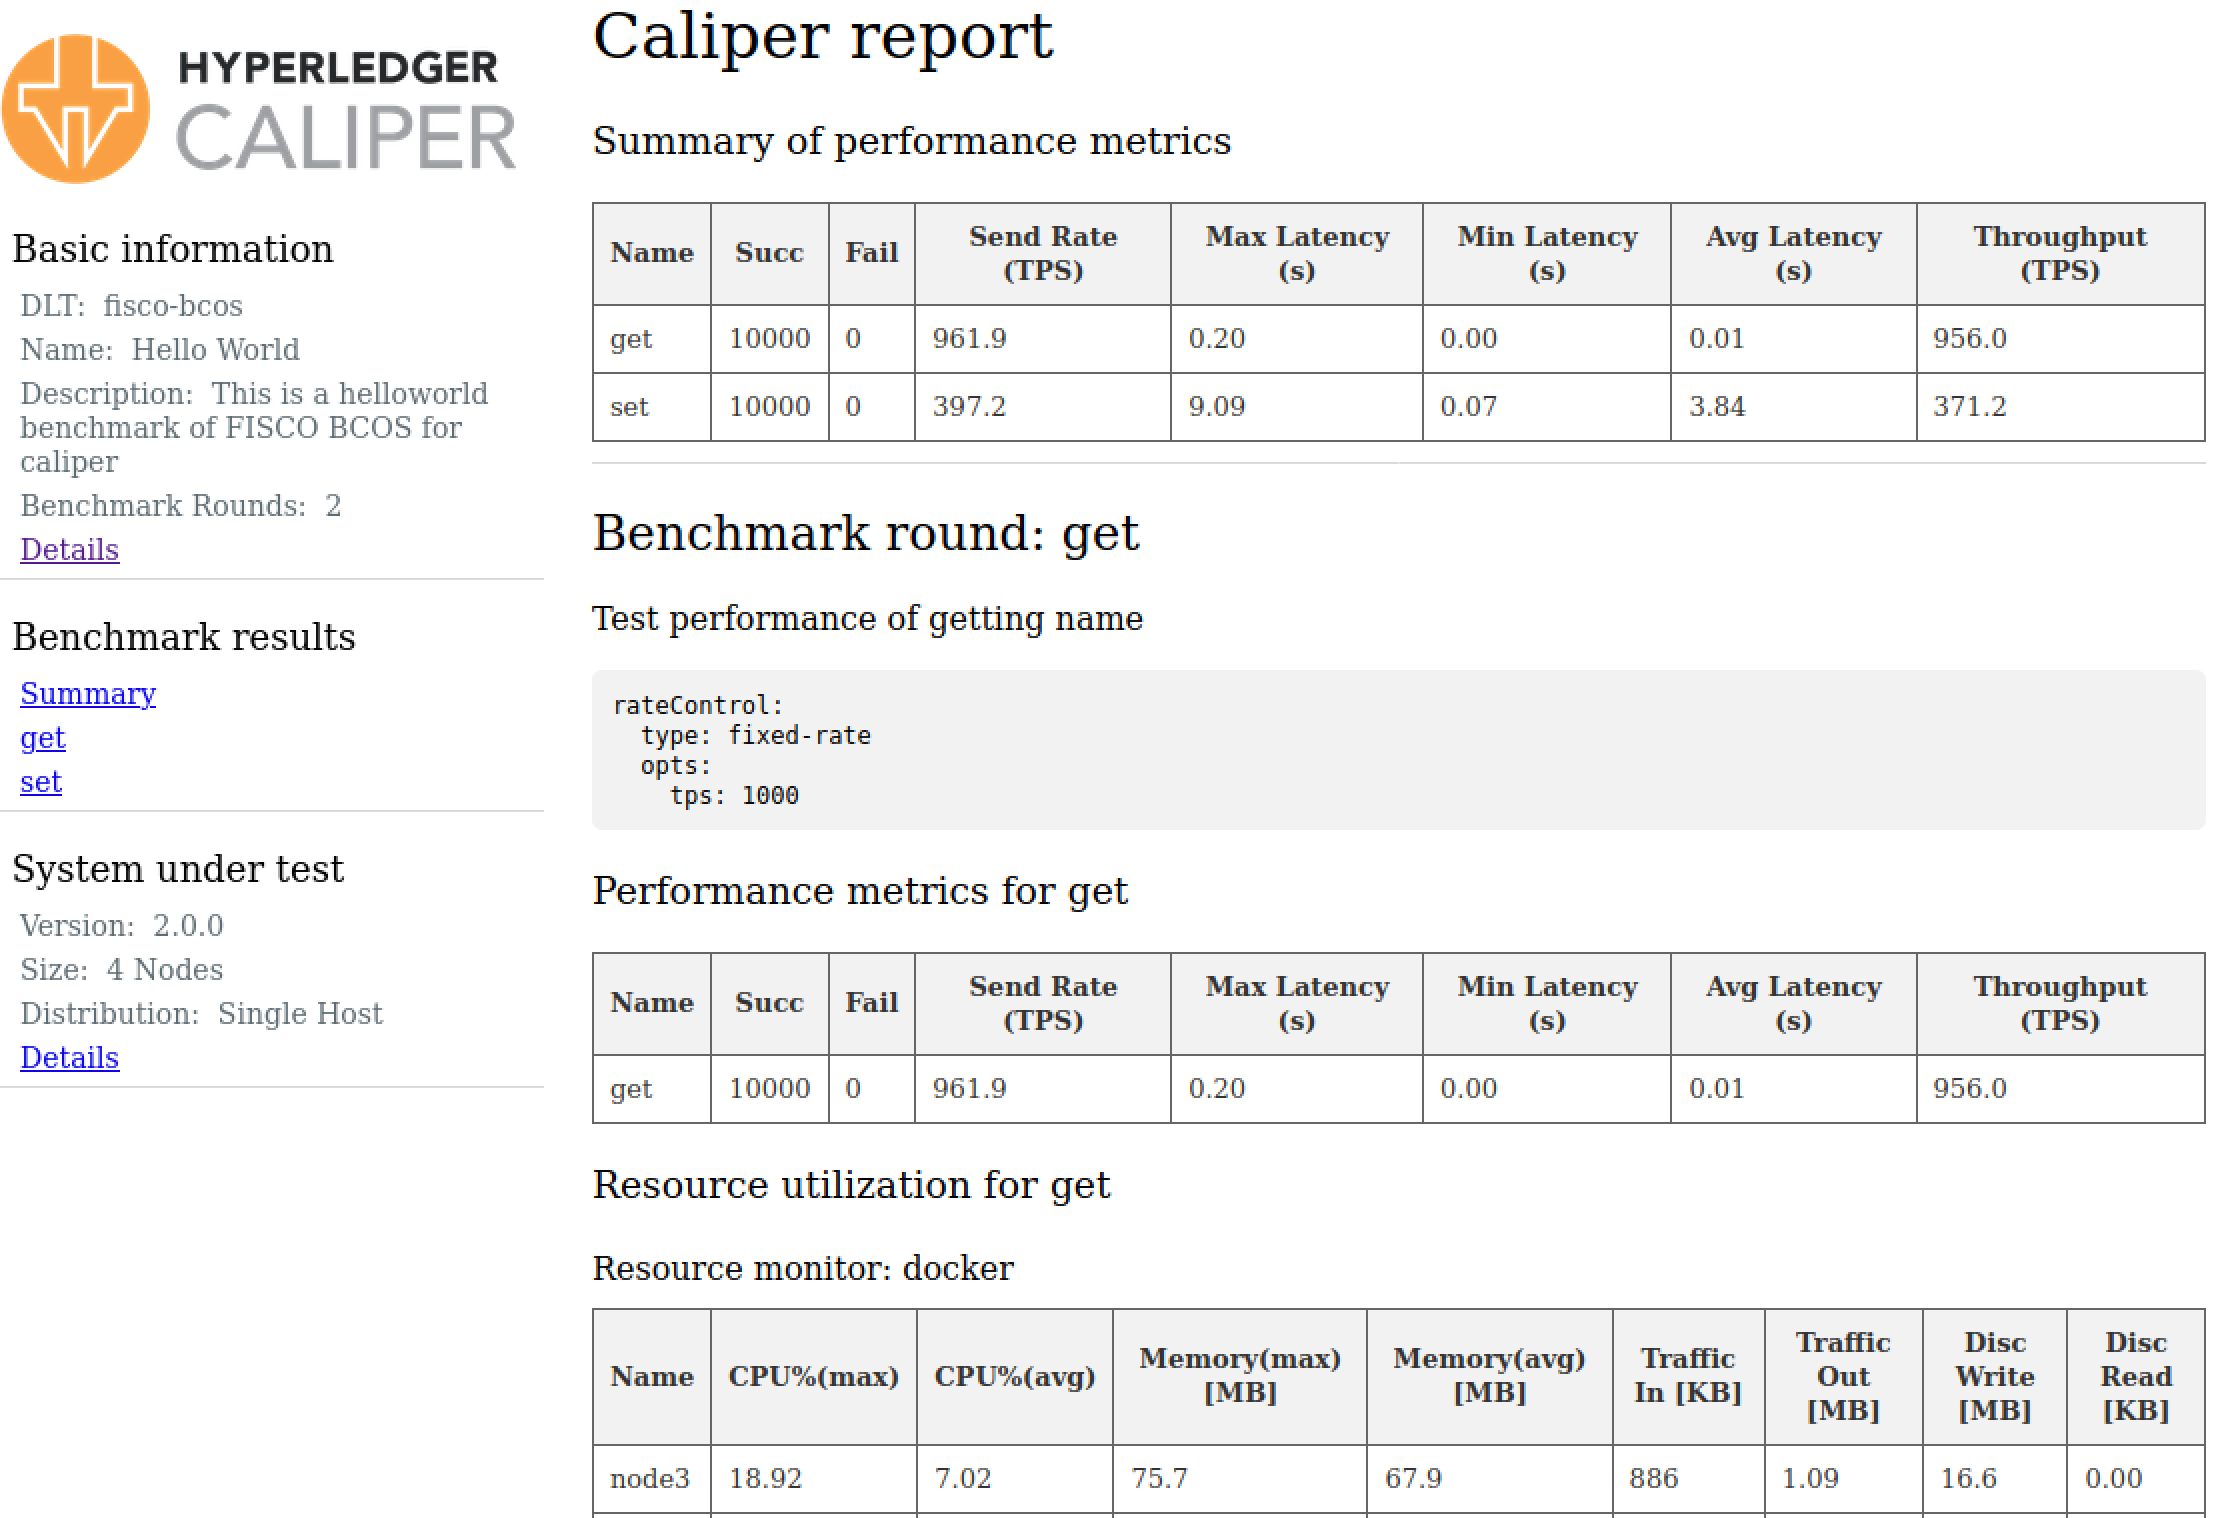 HYPERLEDGER
CALIPER
Basic information
DLT:  fisco-bcos
Name:  Hello World
Description:  This is a helloworld
benchmark of FISCO BCOS for
caliper
Benchmark Rounds:  2
Details
Benchmark results
Summary
get
set
System under test
Version:  2.0.0
Size:  4 Nodes
Distribution:  Single Host
Details
Caliper report
Summary of performance metrics
Name Succ Fail Send Rate (TPS) Max Latency (s) Min Latency (s) Avg Latency (s) Throughput (TPS)
get 10000 0 961.9 0.20 0.00 0.01 956.0
set 10000 0 397.2 9.09 0.07 3.84 371.2
Benchmark round: get
Test performance of getting name
rateControl:
  type: fixed-rate
  opts:
    tps: 1000
Performance metrics for get
Name Succ Fail Send Rate (TPS) Max Latency (s) Min Latency (s) Avg Latency (s) Throughput (TPS)
get 10000 0 961.9 0.20 0.00 0.01 956.0
Resource utilization for get
Resource monitor: docker
Name CPU%(max) CPU%(avg) Memory(max) [MB] Memory(avg) [MB] Traffic In [KB] Traffic Out [MB] Disc Write [MB] Disc Read [KB]
node3 18.92 7.02 75.7 67.9 886 1.09 16.6 0.00